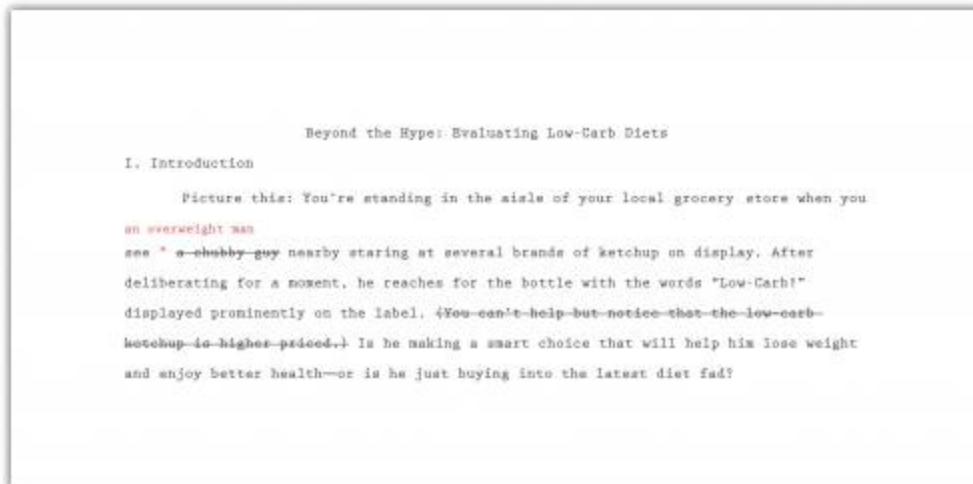 Beyond the Hype: Evaluating Low-Carb Diets
I. Introduction
Picture this: You're standing in the aisle of your local grocery store when you
an overweight man
see ^ a chubby guy nearby staring at several brands of ketchup on display. After
deliberating for a moment, he reaches for the bottle with the words "Low-Carb!"
displayed prominently on the label. (You can't help but notice that the low-carb
ketchup is higher priced.) Is he making a smart choice that will help him lose weight
and enjoy better health—or is he just buying into the latest diet fad?